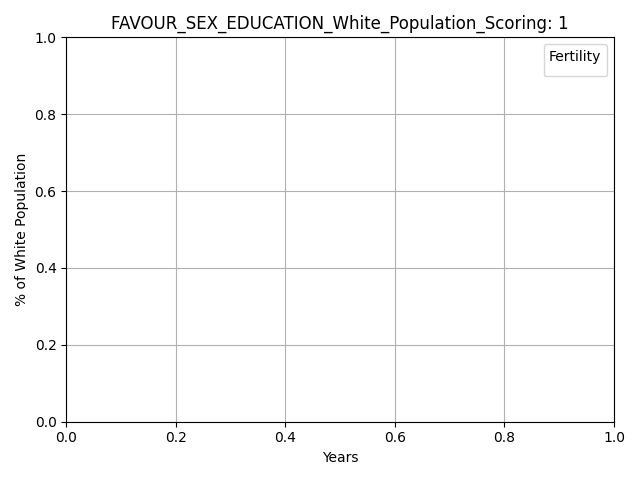 FAVOUR_SEX_EDUCATION_White_Population_Scoring: 1
Fertility
% of White Population
1.0
0.8
0.6
0.4
0.2
0.0
0.0 0.2 0.4 0.6 0.8 1.0
Years